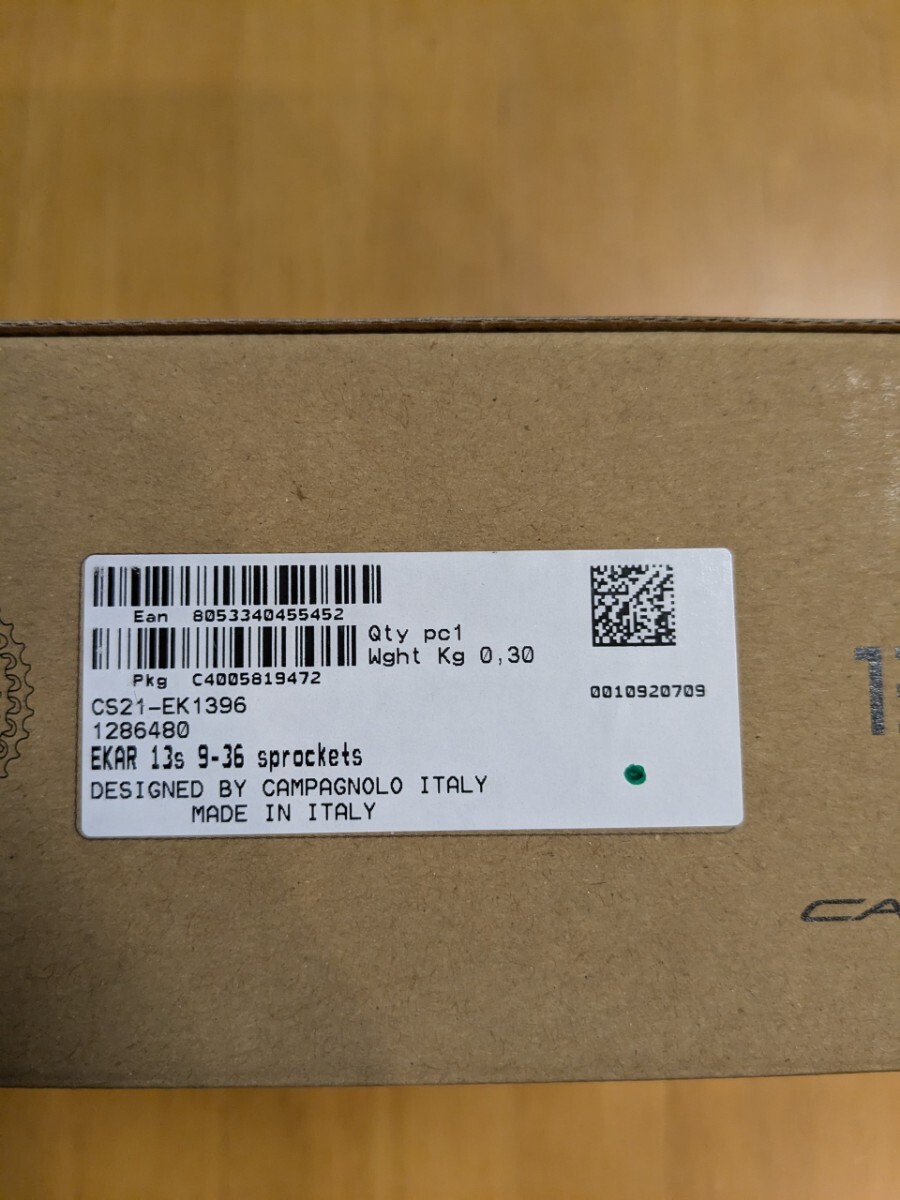 Ean 8053340455452
Qty pc1
Wght Kg 0,30
Pkg C4005819472
0010920709
CS21-EK1396
1286480
EKAR 13s 9-36 sprockets
DESIGNED BY CAMPAGNOLO ITALY
MADE IN ITALY
CA